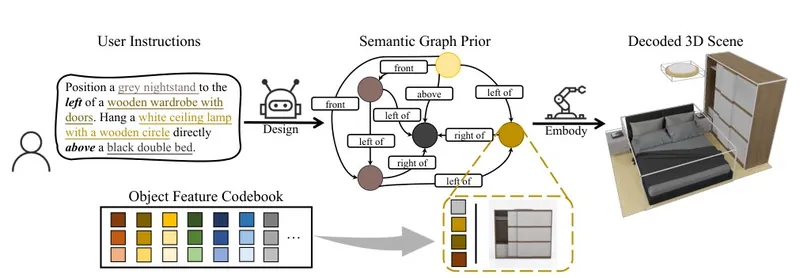 User Instructions
Semantic Graph Prior
Decoded 3D Scene
Position a grey nightstand to the
left of a wooden wardrobe with
doors. Hang a white ceiling lamp
with a wooden circle directly
above a black double bed.
Design
front
front
above
left of
left of
left of
right of
right of
left of
Embody
Object Feature Codebook
...